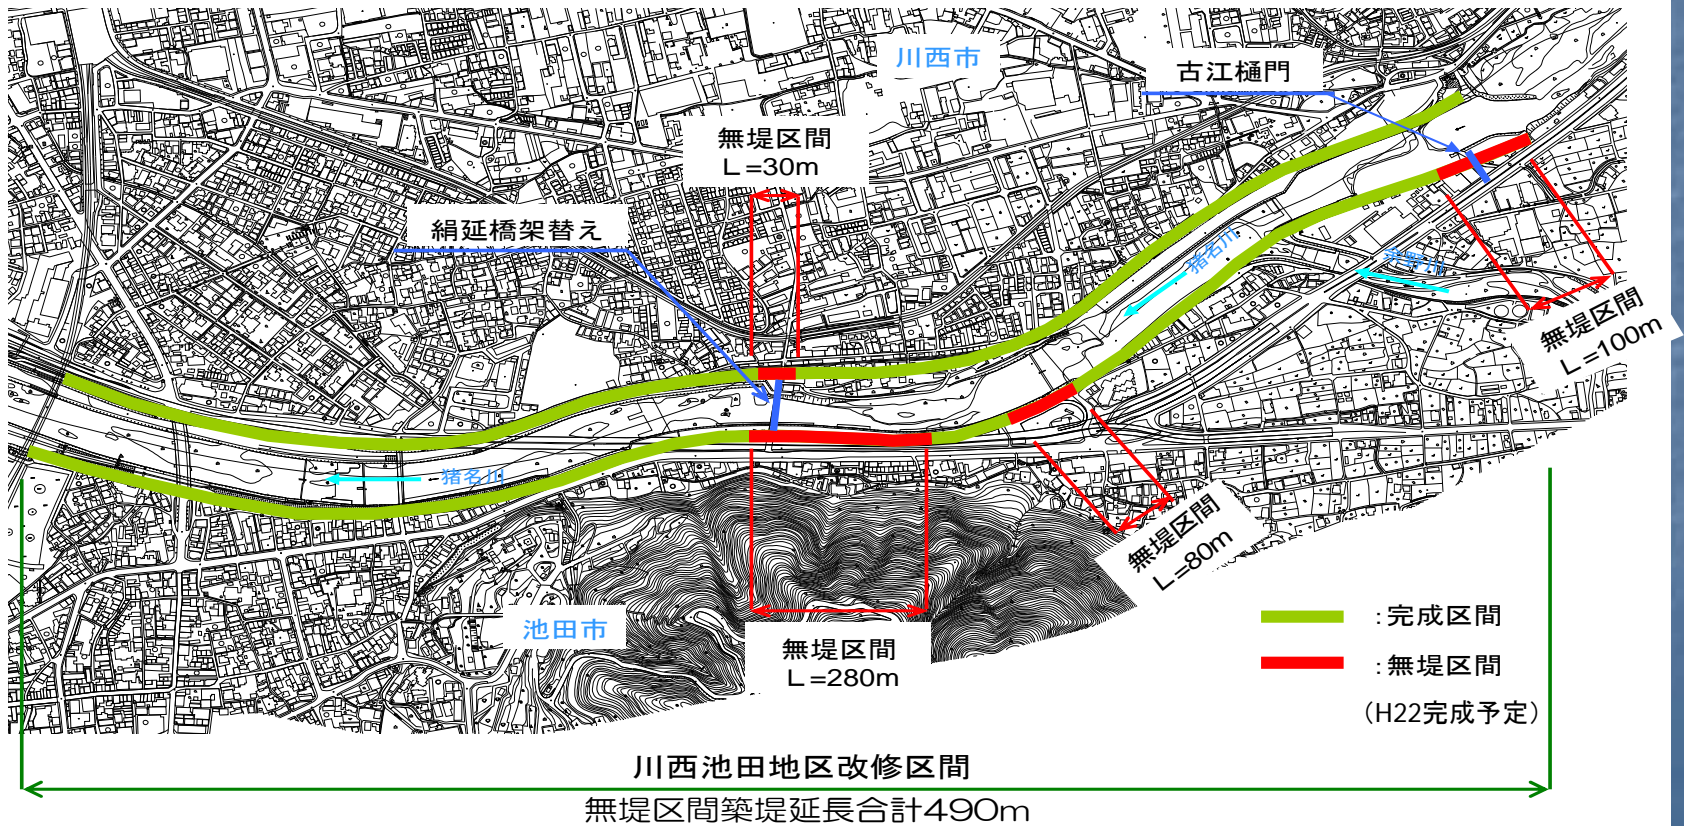 川西市
古江樋門
無堤区間
L=30m
絹延橋架替え
猪名川
余野川
無堤区間
L=100m
猪名川
無堤区間
L=80m
池田市
無堤区間
L=280m
:完成区間
:無堤区間
(H22完成予定)
川西池田地区改修区間
無堤区間築堤延長合計490m